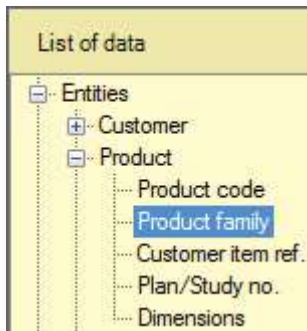 List of data
Entities
Customer
Product
Product code
Product family
Customer item ref.
Plan/Study no.
Dimensions